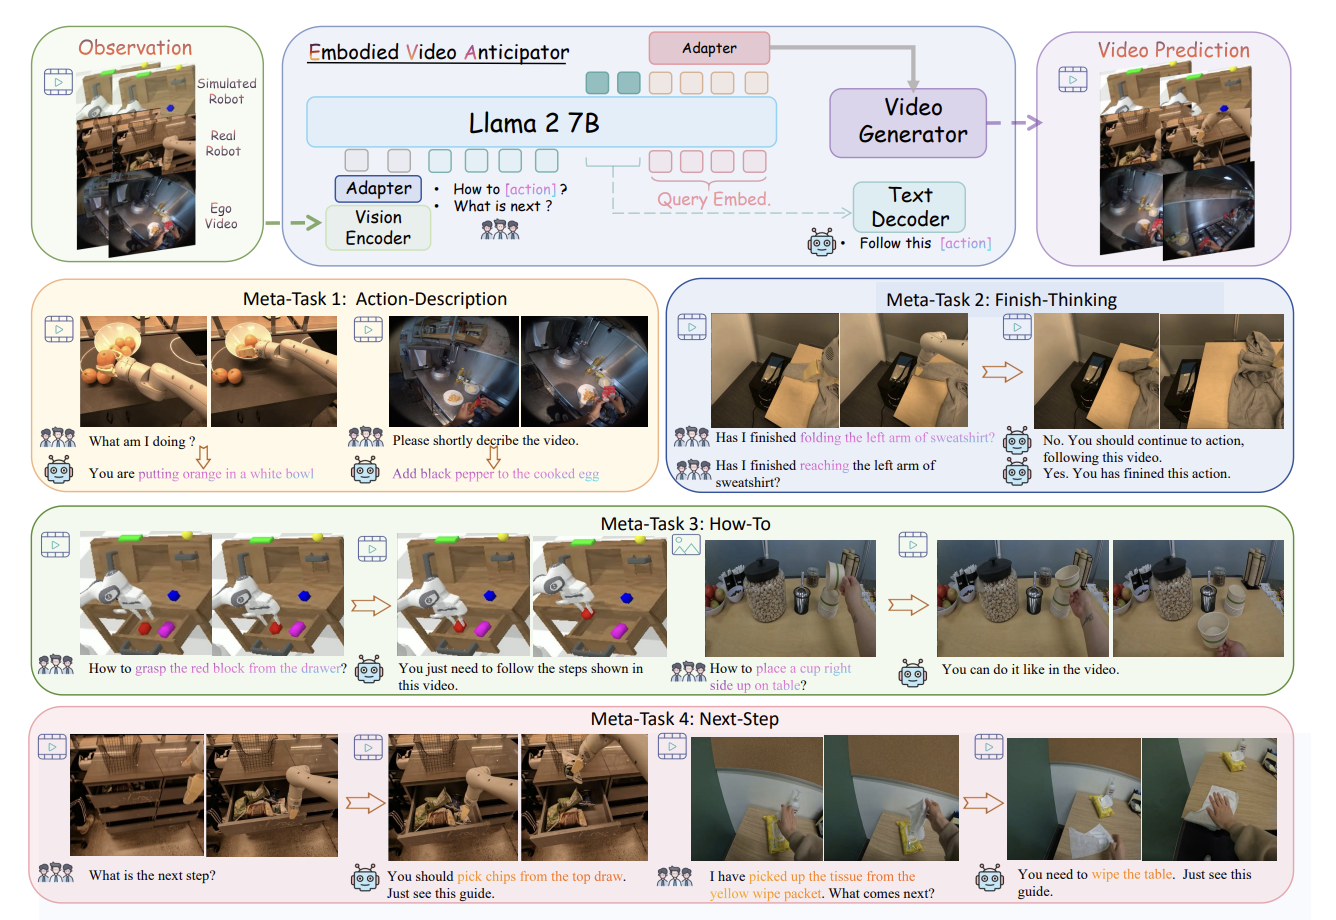 Observation
Simulated
Robot
Real
Robot
Ego
Video
Embodied Video Anticipator
Adapter
Llama 2 7B
Adapter
Vision
Encoder
• How to [action] ?
• What is next ?
Query Embed.
Video
Generator
Text
Decoder
• Follow this [action]
Video Prediction
Meta-Task 1: Action-Description
What am I doing ?
You are putting orange in a white bowl
Please shortly decribe the video.
Add black pepper to the cooked egg
Meta-Task 2: Finish-Thinking
Has I finished folding the left arm of sweatshirt?
Has I finished reaching the left arm of
sweatshirt?
No. You should continue to action,
following this video.
Yes. You has finined this action.
Meta-Task 3: How-To
How to grasp the red block from the drawer?
You just need to follow the steps shown in
this video.
How to place a cup right
side up on table?
You can do it like in the video.
Meta-Task 4: Next-Step
What is the next step?
You should pick chips from the top draw.
Just see this guide.
I have picked up the tissue from the
yellow wipe packet. What comes next?
You need to wipe the table. Just see this
guide.